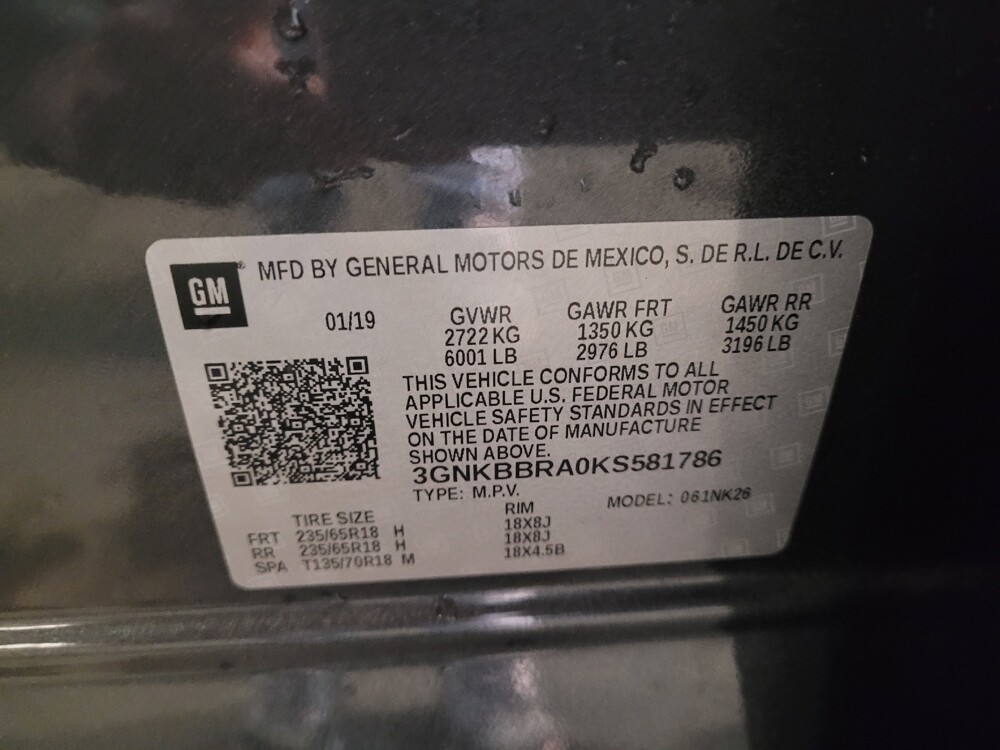 GM® MFD BY GENERAL MOTORS DE MEXICO, S. DE R.L. DE C.V.
01/19 GVWR GAWR FRT GAWR RR
2722 KG 1350 KG 1450 KG
6001 LB 2976 LB 3196 LB
THIS VEHICLE CONFORMS TO ALL
APPLICABLE U.S. FEDERAL MOTOR
VEHICLE SAFETY STANDARDS IN EFFECT
ON THE DATE OF MANUFACTURE
SHOWN ABOVE.
3GNKBBRA0KS581786
TYPE: M.P.V. MODEL: 061NK26
TIRE SIZE RIM
FRT 235/65R18 H 18X8J
RR 235/65R18 H 18X8J
SPA T135/70R18 M 18X4.5B